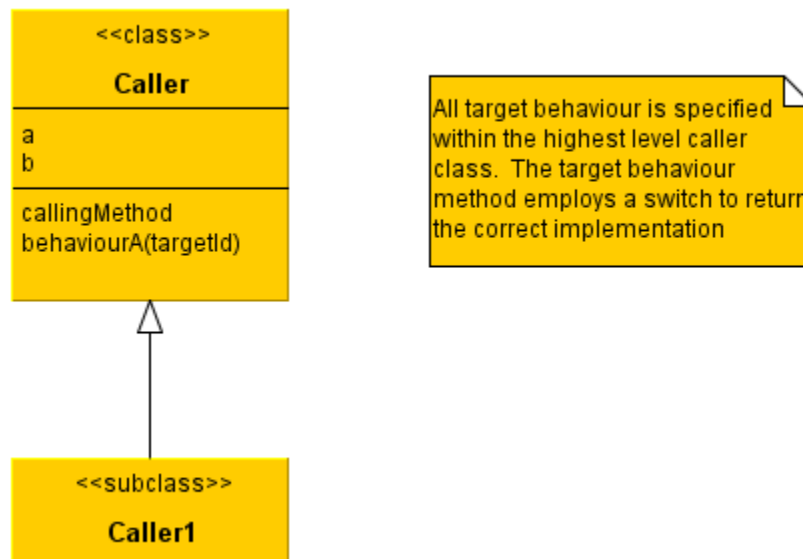 <<class>>
Caller
a
b
callingMethod
behaviourA(targetId)
All target behaviour is specified
within the highest level caller
class.  The target behaviour
method employs a switch to return
the correct implementation
<<subclass>>
Caller1